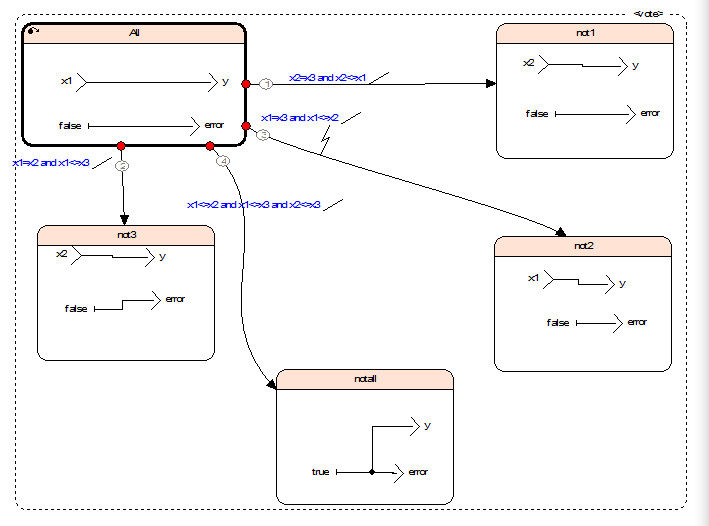 <vote>
All
x1 y
false error
1
x2=x3 and x2<>x1
x1=x3 and x1<>x2
3
not1
x2 y
false error
x1=x2 and x1<>x3
2
4
x1<>x2 and x1<>x3 and x2<>x3
not3
x2 y
false error
not2
x1 y
false error
notall
y
true error